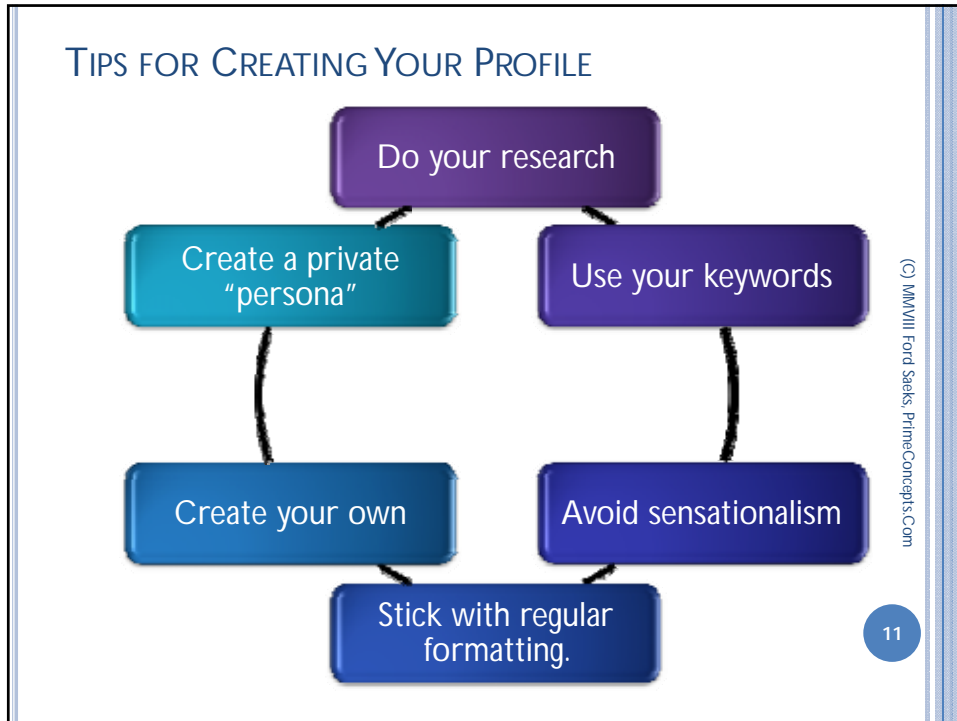 TIPS FOR CREATING YOUR PROFILE
Do your research
Use your keywords
Avoid sensationalism
Stick with regular
formatting.
Create your own
Create a private
“persona”
(C) MMVIII Ford Saeks, PrimeConcepts.Com
11